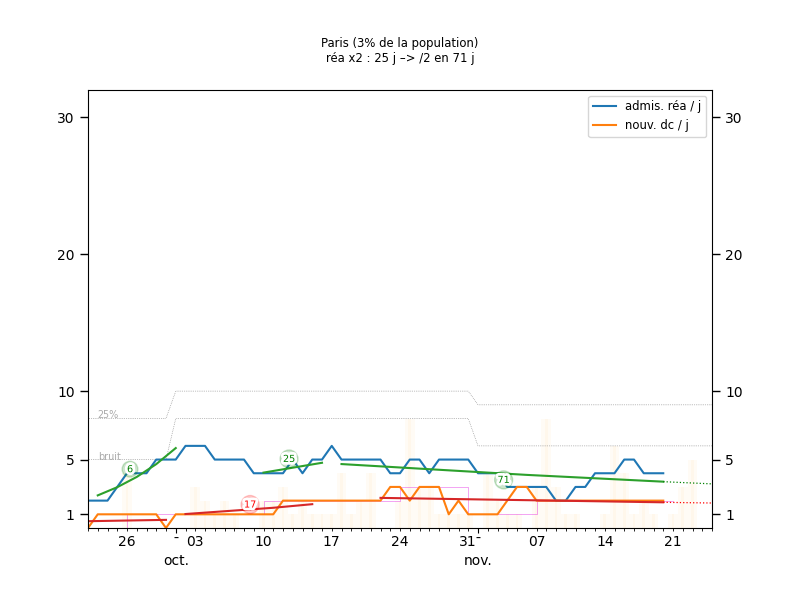 Paris (3% de la population)
réa x2 : 25 j –> /2 en 71 j
admis. réa / j
nouv. dc / j
30 30
20 20
10 10
25%
bruit
5 5
6 25 71
17
1 1
26 - 03 10 17 24 31 - 07 14 21
oct. nov.